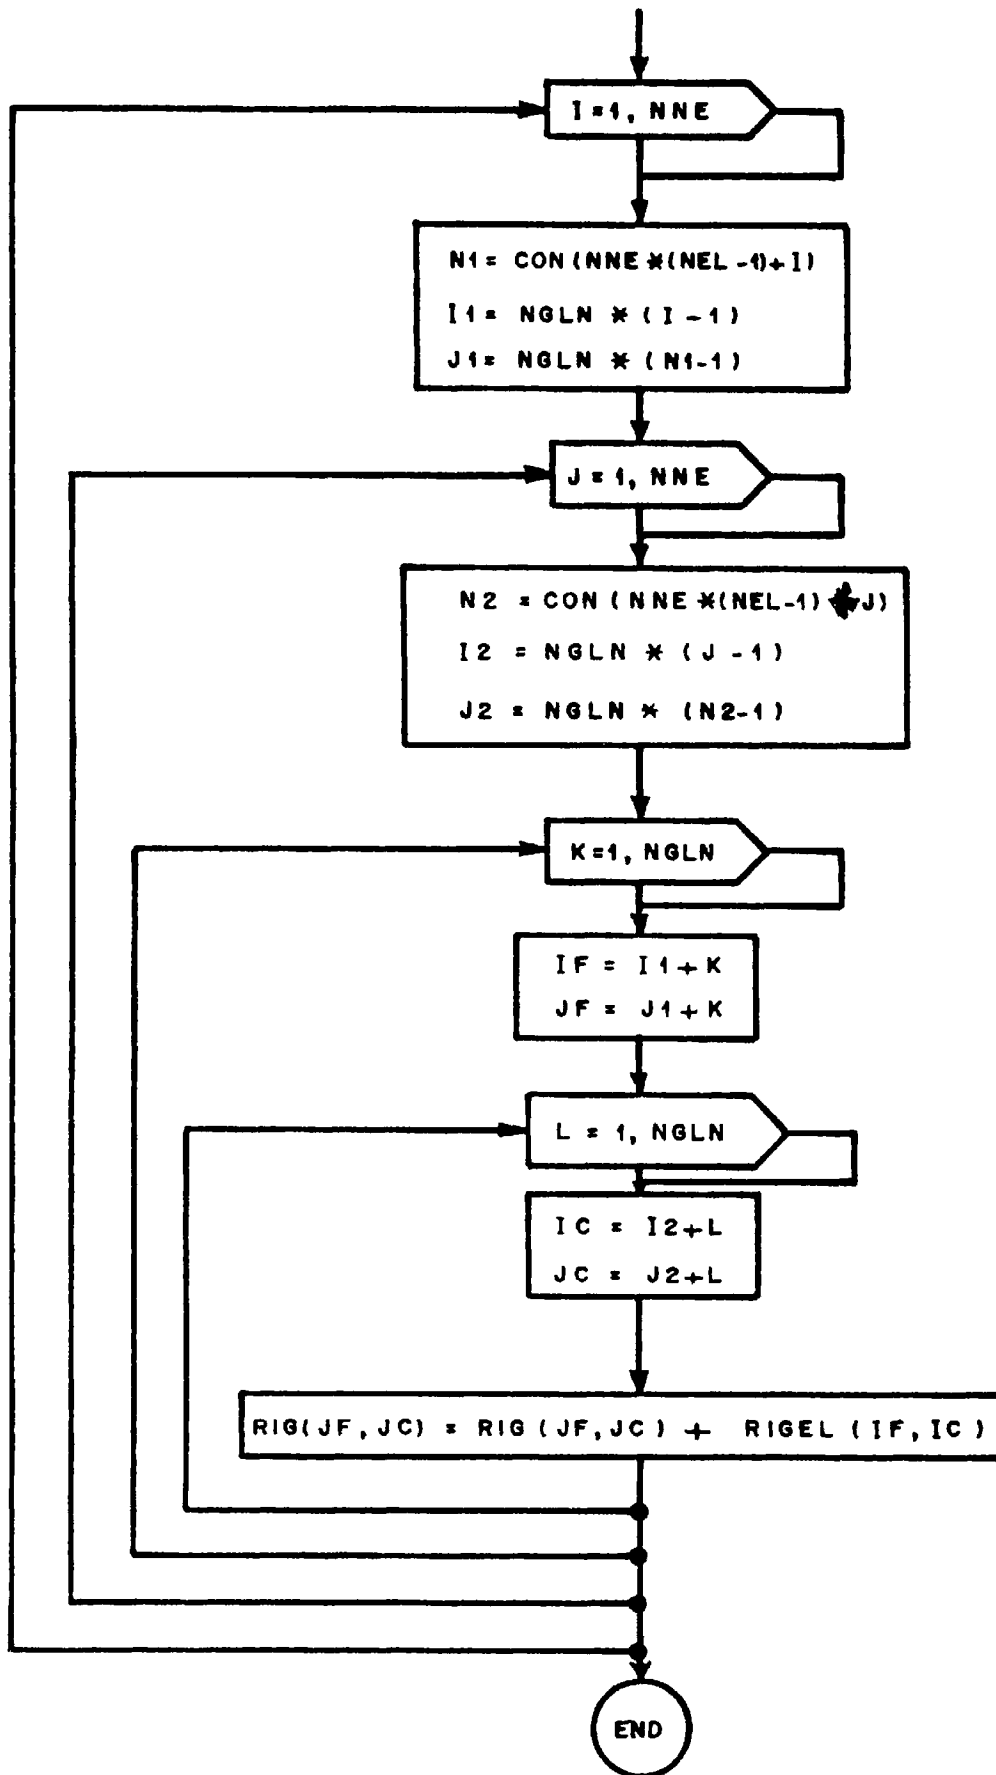 I=1, NNE
N1= CON(NNE*(NEL-1)+I)
I1= NGLN * (I-1)
J1= NGLN * (N1-1)
J=1, NNE
N2 = CON (NNE*(NEL-1) J)
I2 = NGLN * (J-1)
J2 = NGLN * (N2-1)
K=1, NGLN
IF = I1+K
JF = J1+K
L = 1, NGLN
IC = I2+L
JC = J2+L
RIG(JF,JC) = RIG (JF,JC) + RIGEL (IF,IC)
END